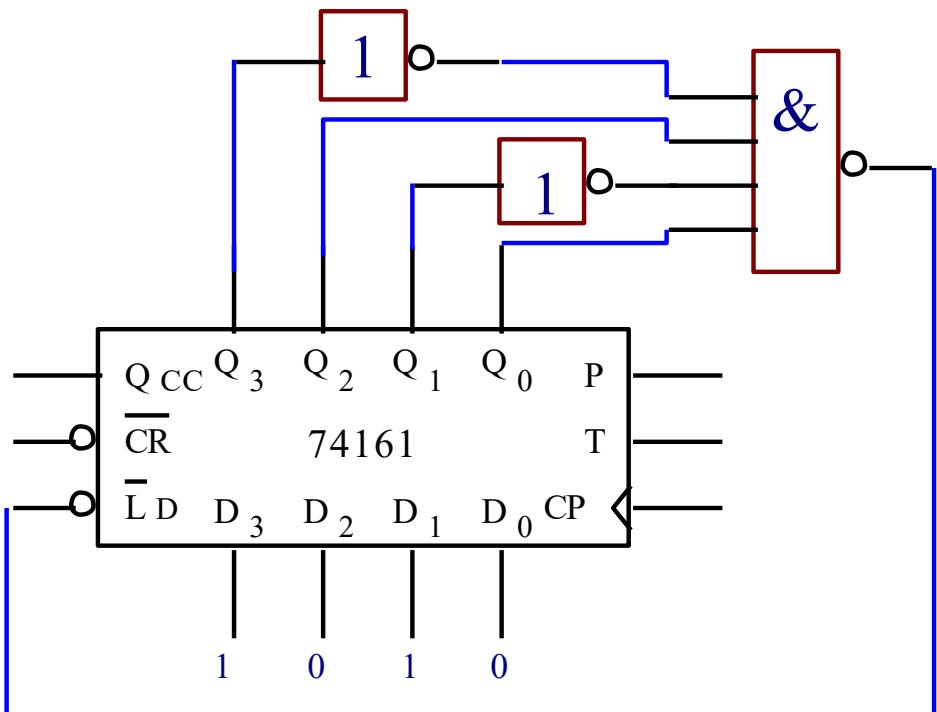 1
&
1
Q CC Q 3 Q 2 Q 1 Q 0 P
CR 74161 T
L D D 3 D 2 D 1 D 0 CP
1 0 1 0